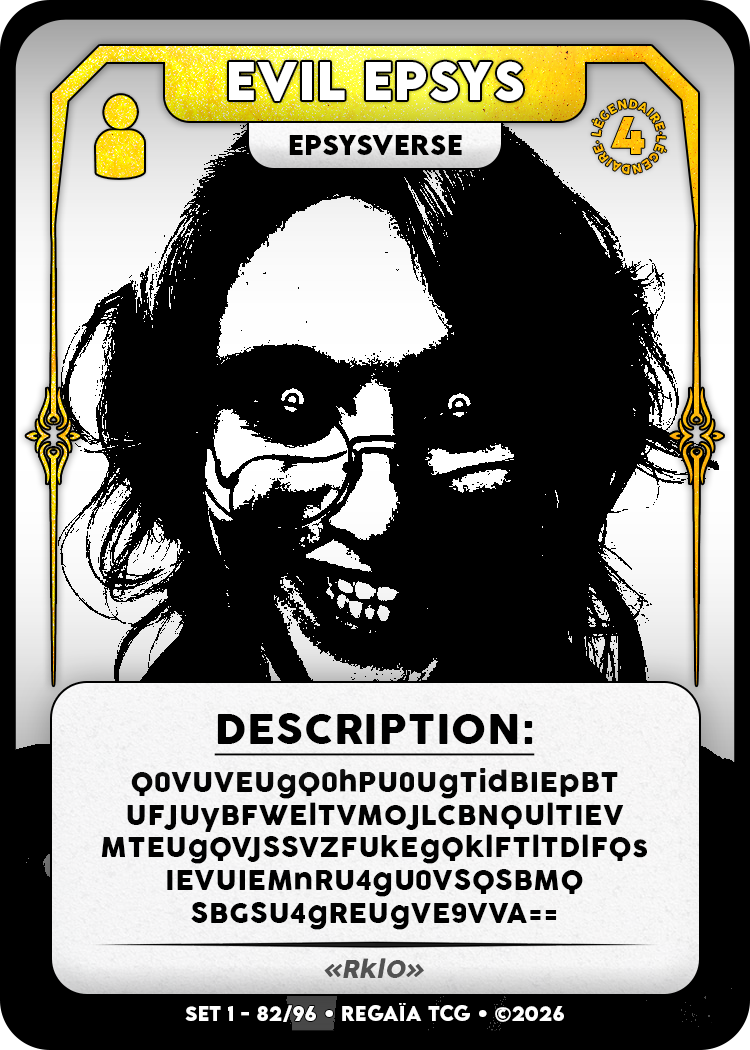 EVIL EPSYS
EPSYSVERSE
LÉGENDAIRE · LÉGENDAIRE ·
4
DESCRIPTION:
Q0VUVEUgQ0hPU0UgTidBIEpBT
UFJUyBFWElTVMOJLCBNQUlTIEV
MTEUgQVJSSVZFUkEgQklFTlTDlFQs
IEVUIEMnRU4gU0VSQSBMQ
SBGSU4gREUgVE9VVA==
«RklO»
SET 1 - 82/96 • REGAÏA TCG • ©2026